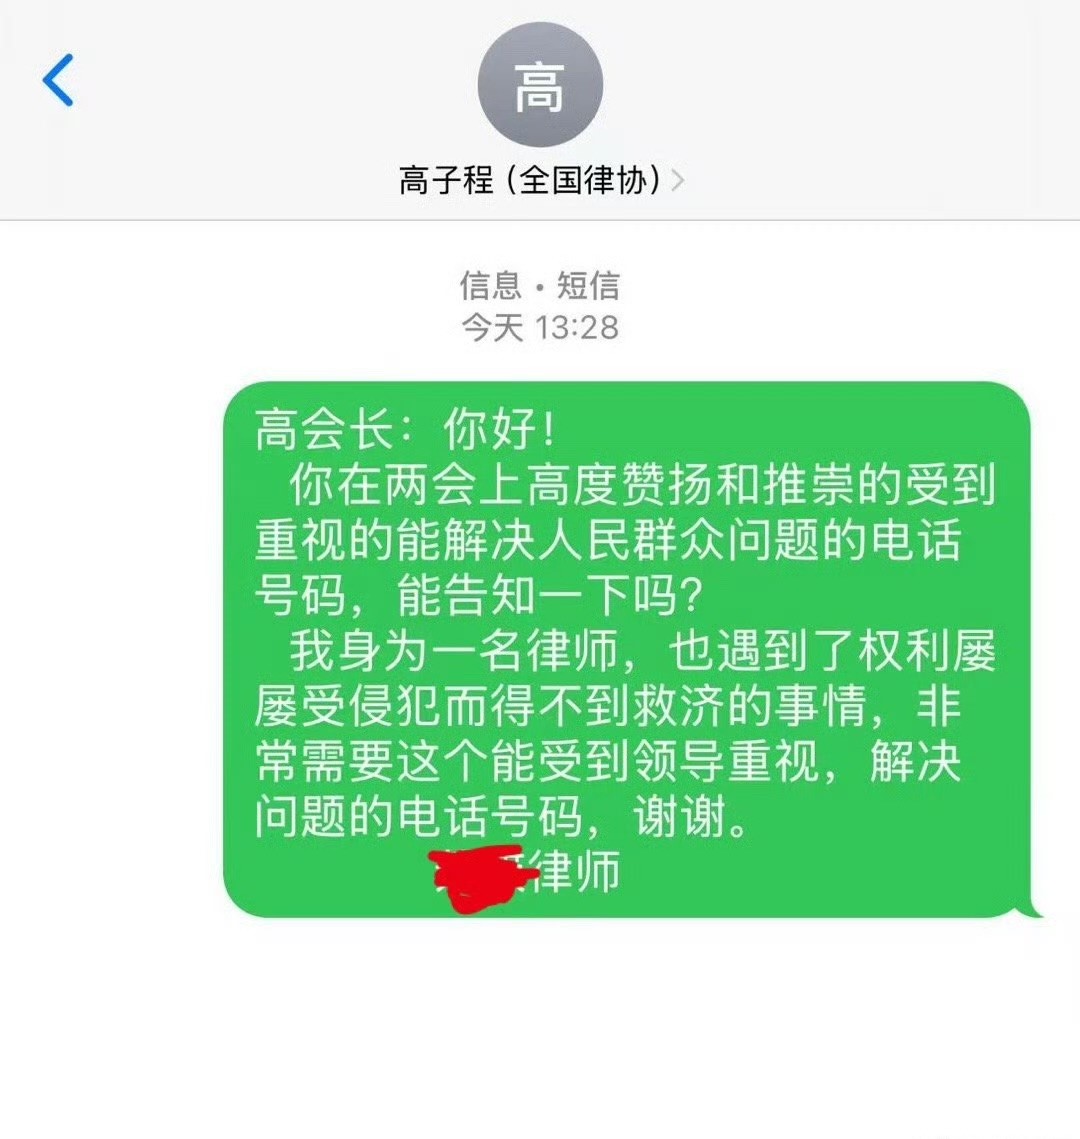 高
高子程（全国律协）
信息·短信
今天 13:28
高会长：你好！
你在两会上高度赞扬和推崇的受到
重视的能解决人民群众问题的电话
号码，能告知一下吗？
我身为一名律师，也遇到了权利屡
屡受侵犯而得不到救济的事情，非
常需要这个能受到领导重视，解决
问题的电话号码，谢谢。
律师